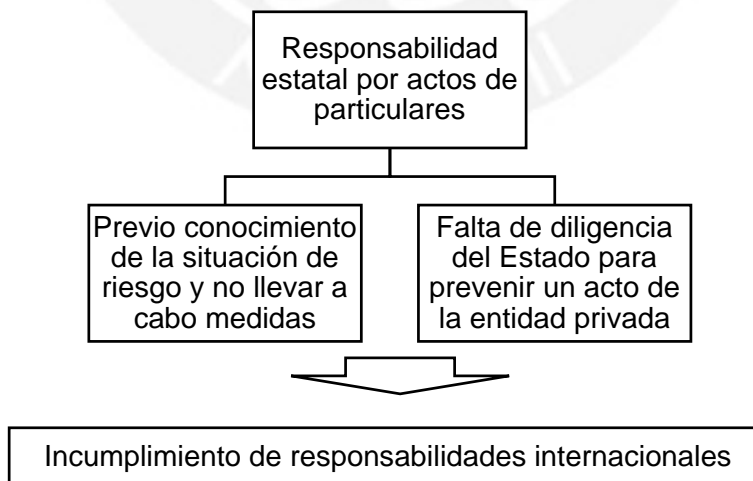 Responsabilidad
estatal por actos de
particulares
Previo conocimiento
de la situación de
riesgo y no llevar a
cabo medidas
Falta de diligencia
del Estado para
prevenir un acto de
la entidad privada
Incumplimiento de responsabilidades internacionales